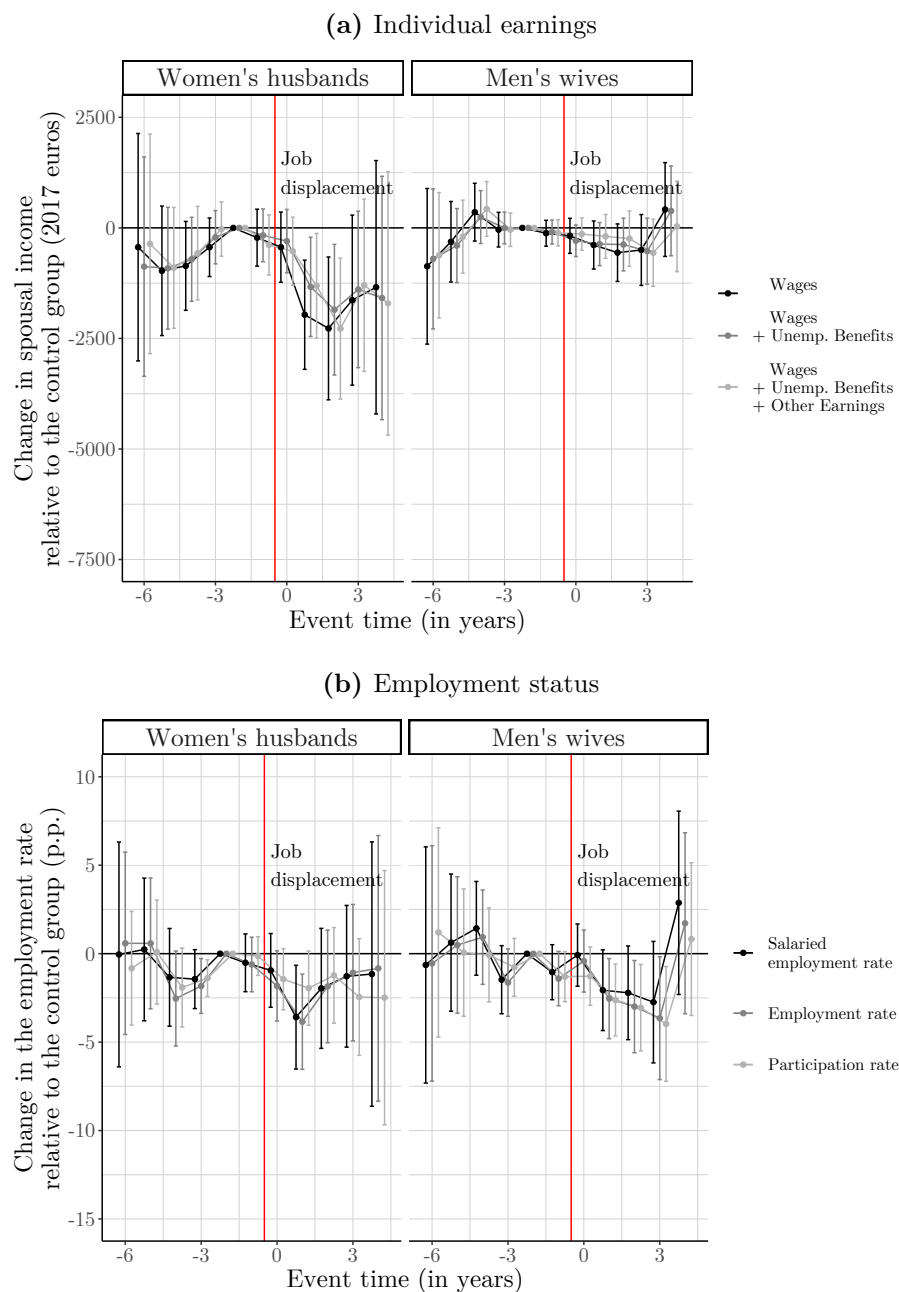 (a) Individual earnings
Women's husbands
Men's wives
Change in spousal income
relative to the control group (2017 euros)
2500
0
-2500
-5000
-7500
Job
displacement
Job
displacement
-6
-3
0
3
-6
-3
0
3
Event time (in years)
Wages
Wages
+ Unemp. Benefits
Wages
+ Unemp. Benefits
+ Other Earnings
(b) Employment status
Women's husbands
Men's wives
Change in the employment rate
relative to the control group (p.p.)
10
5
0
-5
-10
-15
Job
displacement
Job
displacement
-6
-3
0
3
-6
-3
0
3
Event time (in years)
Salaried
employment rate
Employment rate
Participation rate